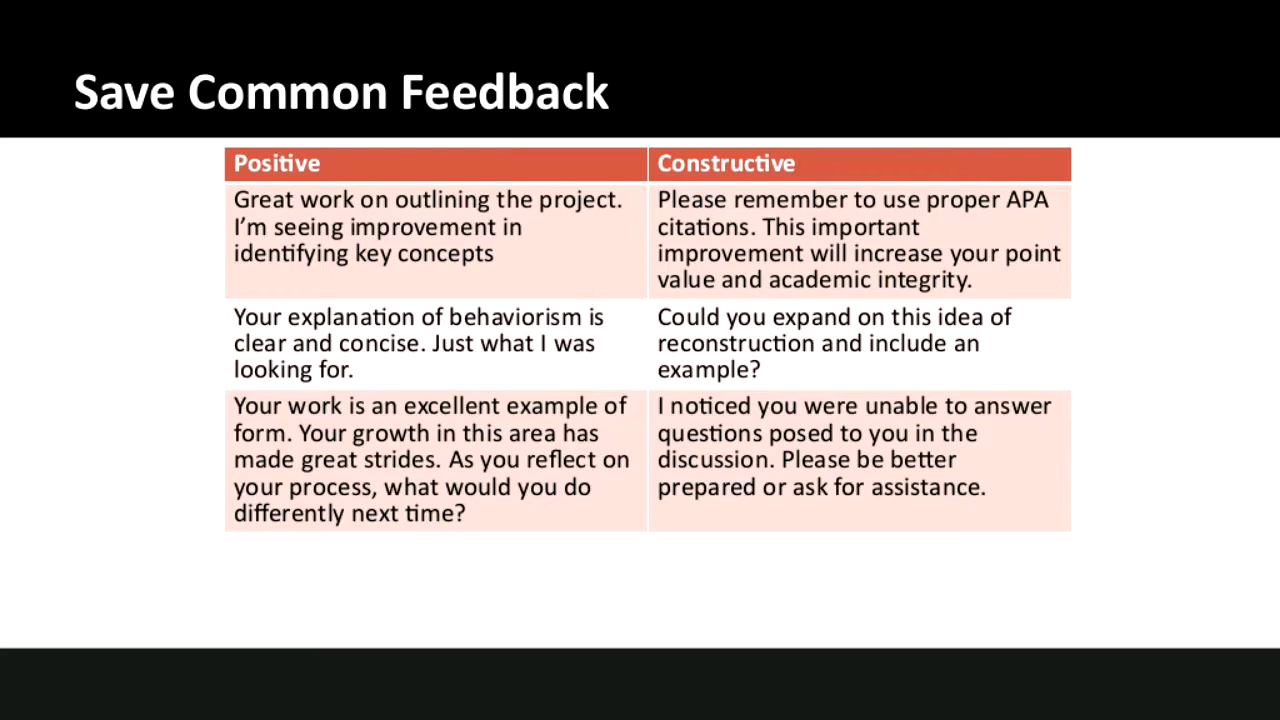 Save Common Feedback
Positive
Constructive
Great work on outlining the project.
I'm seeing improvement in
identifying key concepts
Please remember to use proper APA
citations. This important
improvement will increase your point
value and academic integrity.
Your explanation of behaviorism is
clear and concise. Just what I was
looking for.
Could you expand on this idea of
reconstruction and include an
example?
Your work is an excellent example of
form. Your growth in this area has
made great strides. As you reflect on
your process, what would you do
differently next time?
I noticed you were unable to answer
questions posed to you in the
discussion. Please be better
prepared or ask for assistance.